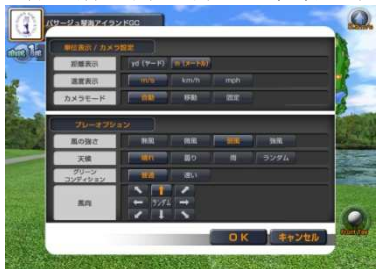 パサージュ琴海アイランドGC
単位表示 / カメラ設定
距離表示 yd (ヤード) m (メートル)
速度表示 m/s km/h mph
カメラモード 自動 移動 固定
プレーオプション
風の強さ 無風 微風 弱風 強風
天候 晴れ 曇り 雨 ランダム
グリーン
コンディション 普通 速い
風向 ランダム
OK キャンセル